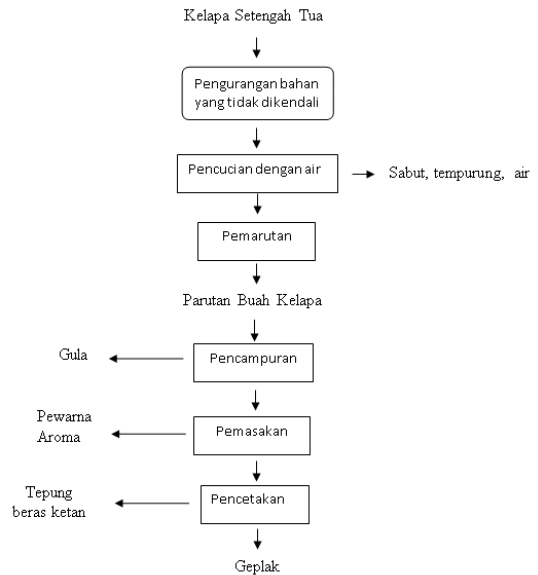 Kelapa Setengah Tua
Pengurangan bahan
yang tidak dikendali
Pencucian dengan air
Sabut, tempurung, air
Pemarutan
Parutan Buah Kelapa
Gula
Pencampuran
Pewarna
Aroma
Pemasakan
Tepung
beras ketan
Pencetakan
Geplak